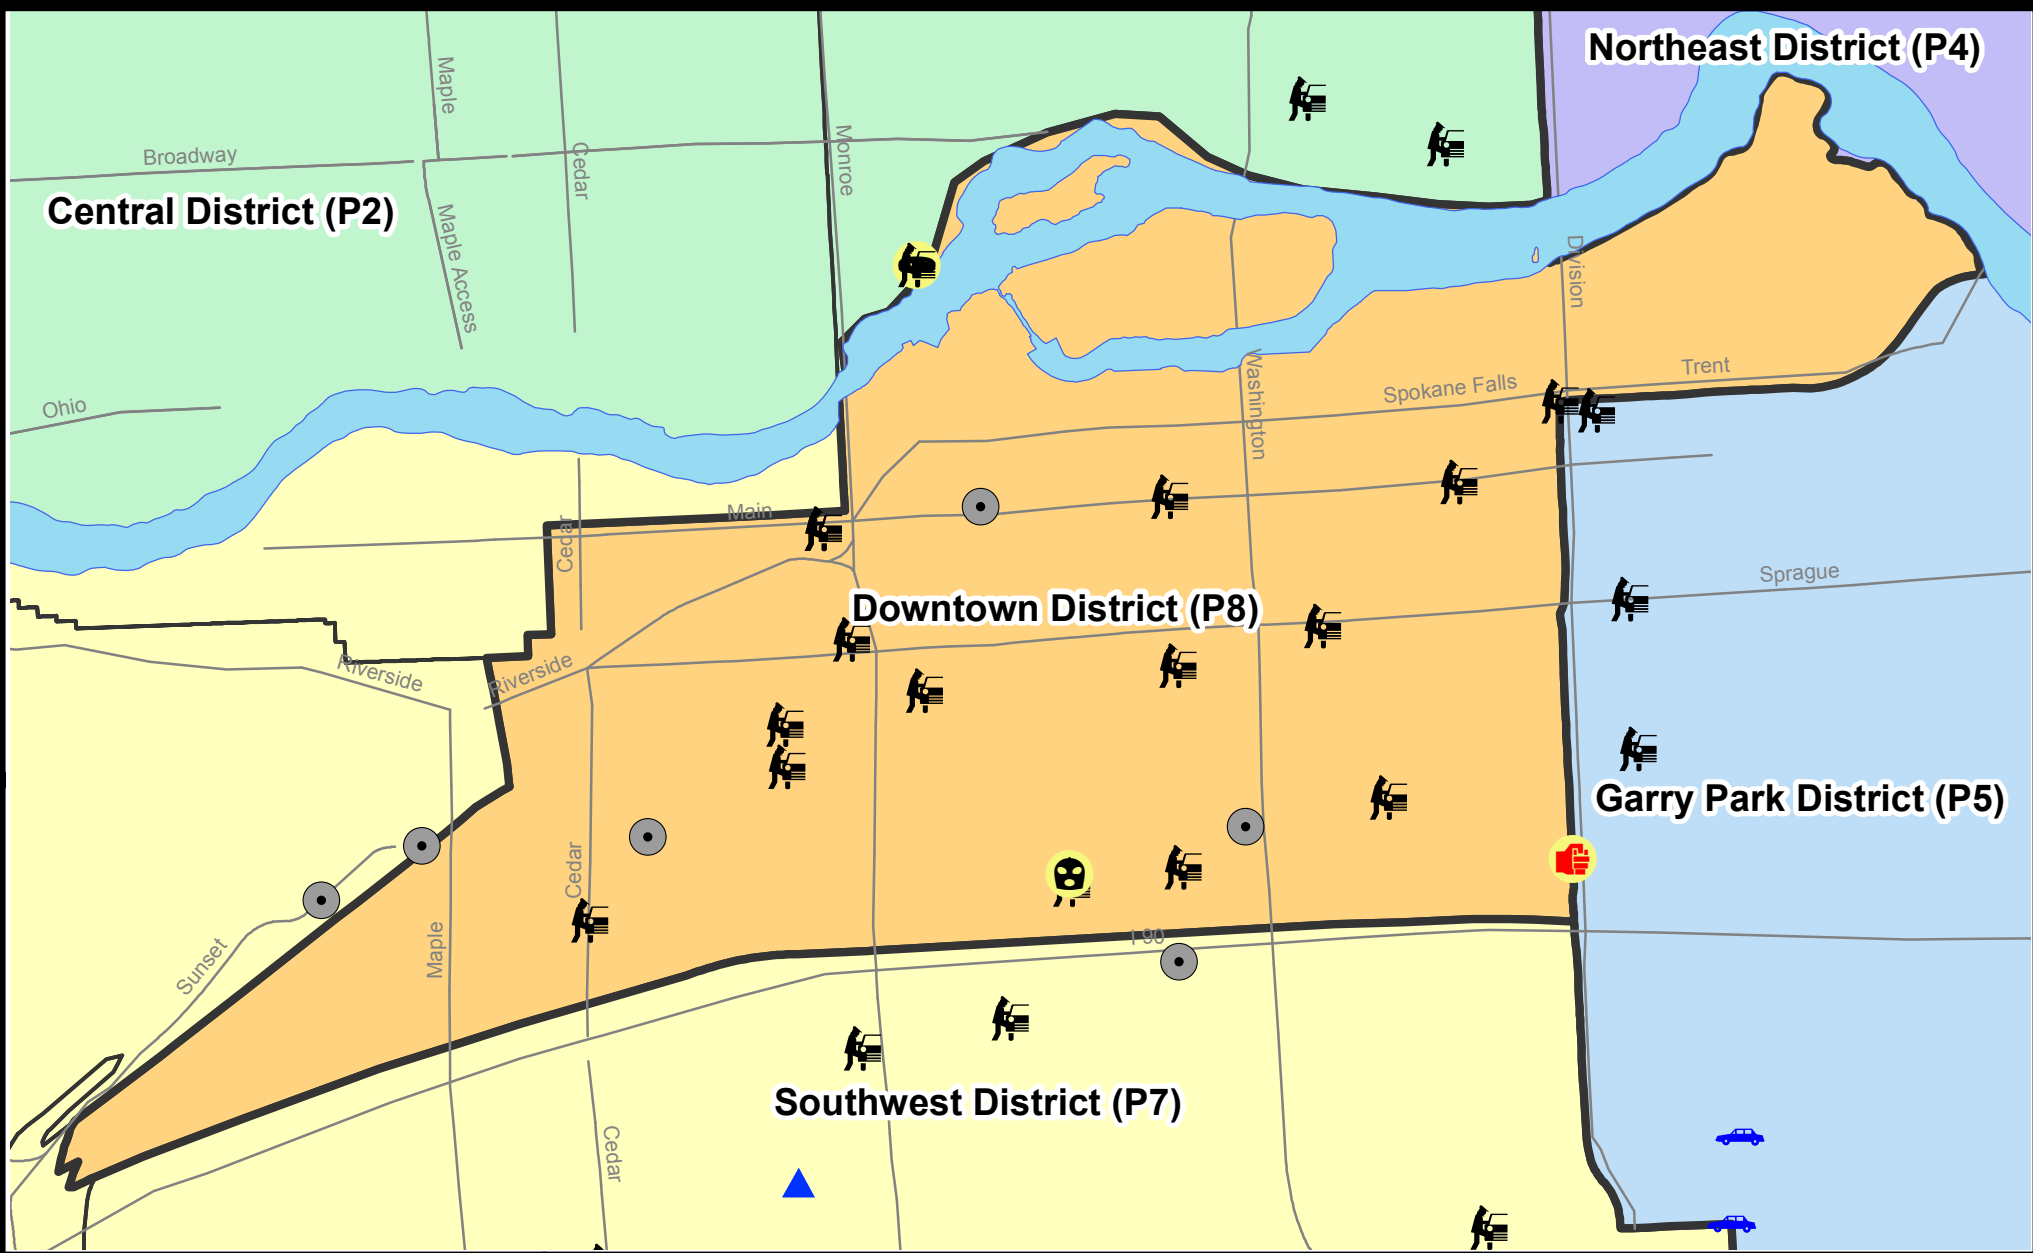 Northeast District (P4)
Maple
Monroe
Broadway
Cedar
Central District (P2)
Maple Access
Division
Washington
Trent
Spokane Falls
Ohio
Main
Cedar
Sprague
Downtown District (P8)
Riverside
Riverside
Garry Park District (P5)
Cedar
Maple
I-90
Sunset
Southwest District (P7)
Cedar